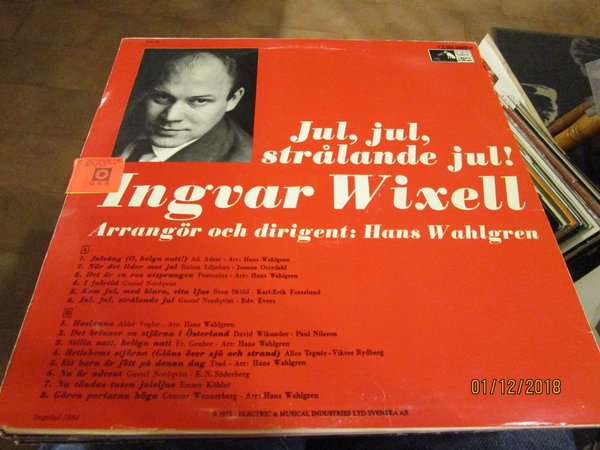 Jul, jul,
strålande jul!
Ingvar Wixell
Arrangör och dirigent: Hans Wahlgren
A
1. Julsång (O, helga natt!) Ad. Adam - Arr: Hans Wahlgren
2. När det lider mot jul Ruben Liljefors - Jeanna Oterdahl
3. Det är en ros utsprungen Praetorius - Arr: Hans Wahlgren
4. I juletid Gustaf Nordqvist
5. Kom jul, med klara, vita ljus Sven Sköld - Karl-Erik Forsslund
6. Jul, jul, strålande jul Gustaf Nordqvist - Edv. Evers
B
1. Hosianna Abbé Vogler - Arr: Hans Wahlgren
2. Det brinner en stjärna i Österland David Wikander - Paul Nilsson
3. Stilla natt, heliga natt Fr. Gruber - Arr: Hans Wahlgren
4. Betlehems stjärna (Gläns över sjö och strand) Alice Tegnér - Viktor Rydberg
5. Ett barn är fött på denna dag Trad - Arr: Hans Wahlgren
6. Nu är advent Gustaf Nordqvist - E. N. Söderberg
7. Nu tändas tusen juleljus Emmy Köhler
8. Gören portarna höga Gunnar Wennerberg - Arr: Hans Wahlgren
ELECTRIC & MUSICAL INDUSTRIES LTD SVENSKA AB
01/12/2018